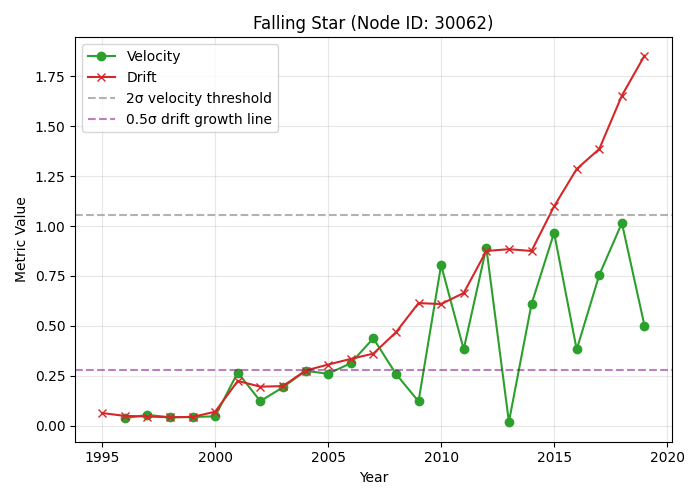 Falling Star (Node ID: 30062)
Velocity
Drift
2σ velocity threshold
0.5σ drift growth line
Metric Value
1.75
1.50
1.25
1.00
0.75
0.50
0.25
0.00
1995 2000 2005 2010 2015 2020
Year